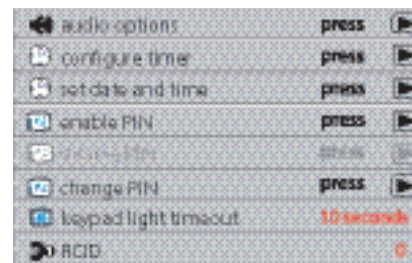 audio options press
configure timer press
set date and time press
enable PIN press
change PIN press
keypad light timeout 10 seconds
RCID 0